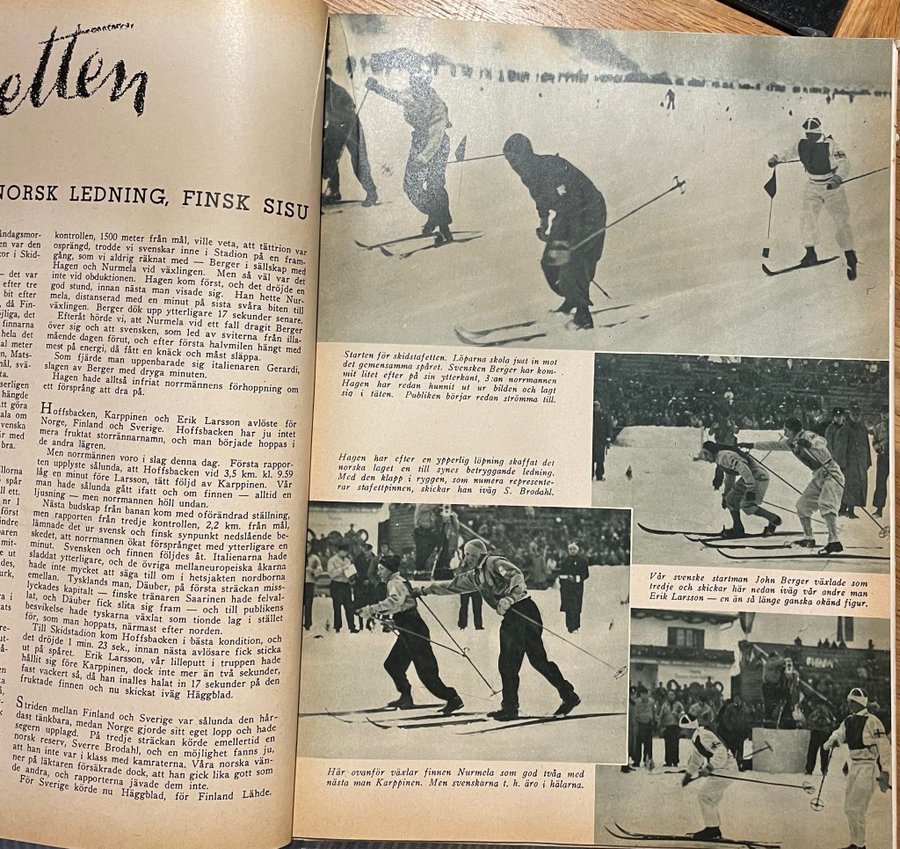 etten
NORSK LEDNING, FINSK SISU
kontrollen, 1500 meter från mål, ville veta, att tättrion var
osprängd, trodde vi svenskar inne i Stadion på en fram-
gång, som vi aldrig räknat med — Berger i sällskap med
Hagen och Nurmela vid växlingen. Men så väl var det
inte vid obduktionen. Hagen kom först, och det dröjde en
god stund, innan nästa man visade sig. Han hette Nur-
mela, distanserad med en minut på sista svåra biten till
växlingen. Berger dök upp ytterligare 17 sekunder senare.
Efteråt hörde vi, att Nurmela vid ett fall dragit Berger
över sig och att svensken, som led av sviterna från illa-
mående dagen förut, och efter första halvmilen hängt med
mest på energi, då fått en knäck och måst släppa.
Som fjärde man uppenbarade sig italienaren Gerardi,
slagen av Berger med dryga minuten.
Hagen hade alltså infriat norrmännens förhoppning om
ett försprång att dra på.
Hoffsbacken, Karppinen och Erik Larsson avlöste för
Norge, Finland och Sverige. Hoffsbacken har ju intet
mera fruktat storrännarnamn, och man började hoppas i
de andra lägren.
Men norrmännen voro i slag denna dag. Första rappor-
ten upplyste sålunda, att Hoffsbacken vid 3,5 km. kl. 9.59
låg en minut före Larsson, tätt följd av Karppinen. Vår
man hade sålunda gått ifatt och om finnen — alltid en
ljusning — men norrmannen höll undan.
Nästa budskap från banan kom med oförändrad ställning,
men rapporten från tredje kontrollen, 2,2 km. från mål,
lämnade det ur svensk och finsk synpunkt nedslående be-
skedet, att norrmannen ökat försprånget med ytterligare en
minut. Svensken och finnen följdes åt. Italienarna hade
sladdat ytterligare, och de övriga mellaneuropeiska åkarna
hade inte mycket att säga till om i hetsjakten nordborna
emellan. Tysklands man, Däuber, på första sträckan miss-
lyckades kapitalt — finske tränaren Saarinen hade felval-
lat, och Däuber fick slita sig fram — och till publikens
besvikelse hade tyskarna växlat som tionde lag i stället
för, som man hoppats, närmast efter norden.
Till Skidstadion kom Hoffsbacken i bästa kondition, och
det dröjde 1 min. 23 sek., innan nästa avlösare fick sticka
ut på spåret. Erik Larsson, vår lilleputt i truppen hade
hållit sig före Karppinen, dock inte mer än två sekunder,
fast vackert så, då han inalles halat in 17 sekunder på den
fruktade finnen och nu skickat iväg Häggblad.
Striden mellan Finland och Sverige var sålunda den hår-
dast tänkbara, medan Norge gjorde sitt eget lopp och hade
segern upplagd. På tredje sträckan körde emellertid en
norsk reserv, Sverre Brodahl, och en möjlighet fanns ju,
att han inte var i klass med kamraterna. Våra norska vän-
ner på läktaren försäkrade dock, att han gick lika gott som
de andra, och rapporterna jävade dem inte.
För Sverige körde nu Häggblad, för Finland Lähde.
Starten för skidstafetten. Löparna skola just in mot
det gemensamma spåret. Svensken Berger har kom-
mit litet efter på sin ytterkant, 3:an norrmannen
Hagen har redan hunnit ut ur bilden och lagt
sig i täten. Publiken börjar redan strömma till.
Hagen har efter en ypperlig löpning skaffat det
norska laget en till synes betryggande ledning.
Med den klapp i ryggen, som numera represente-
rar stafettpinnen, skickar han iväg S. Brodahl.
Vår svenske startman John Berger växlade som
tredje och skickar här nedan iväg vår andre man
Erik Larsson — en än så länge ganska okänd figur.
Här ovanför växlar finnen Nurmela som god tvåa med
nästa man Karppinen. Men svenskarna t. h. äro i hälarna.